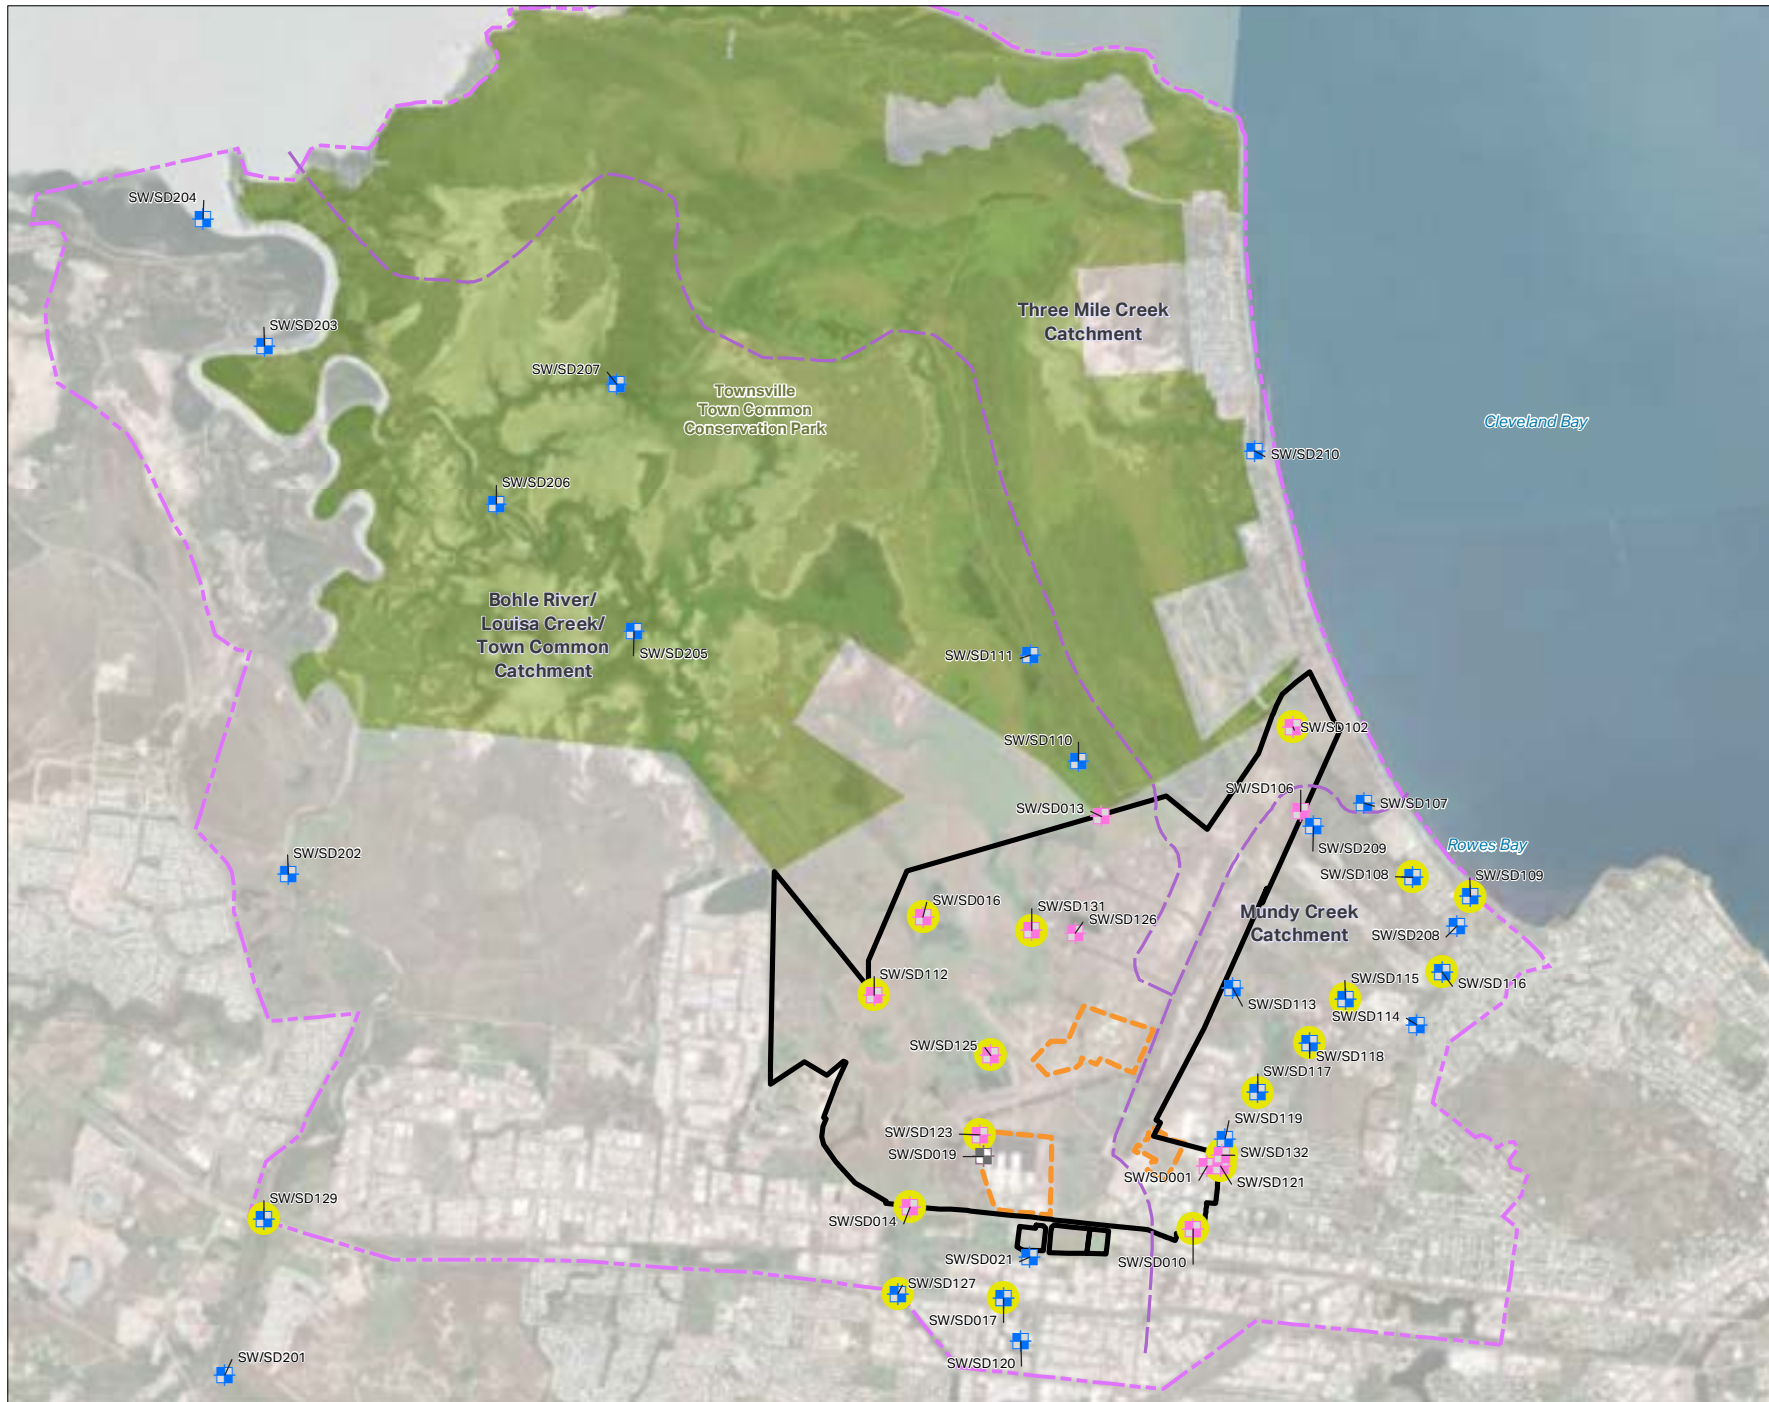 SW/SD204
SW/SD203
Three Mile Creek
Catchment
SW/SD207
Townsville
Town Common
Conservation Park
Cleveland Bay
SW/SD210
SW/SD206
Bohle River/
Louisa Creek/
Town Common
Catchment
SW/SD205
SW/SD111
SW/SD102
SW/SD110
SW/SD106
SW/SD107
SW/SD013
Rowes Bay
SW/SD209
SW/SD202
SW/SD108
SW/SD109
SW/SD016
SW/SD131
SW/SD126
Mundy Creek
Catchment
SW/SD208
SW/SD112
SW/SD115
SW/SD116
SW/SD113
SW/SD114
SW/SD125
SW/SD118
SW/SD117
SW/SD119
SW/SD123
SW/SD019
SW/SD132
SW/SD001
SW/SD121
SW/SD129
SW/SD014
SW/SD021
SW/SD010
SW/SD127
SW/SD017
SW/SD120
SW/SD201